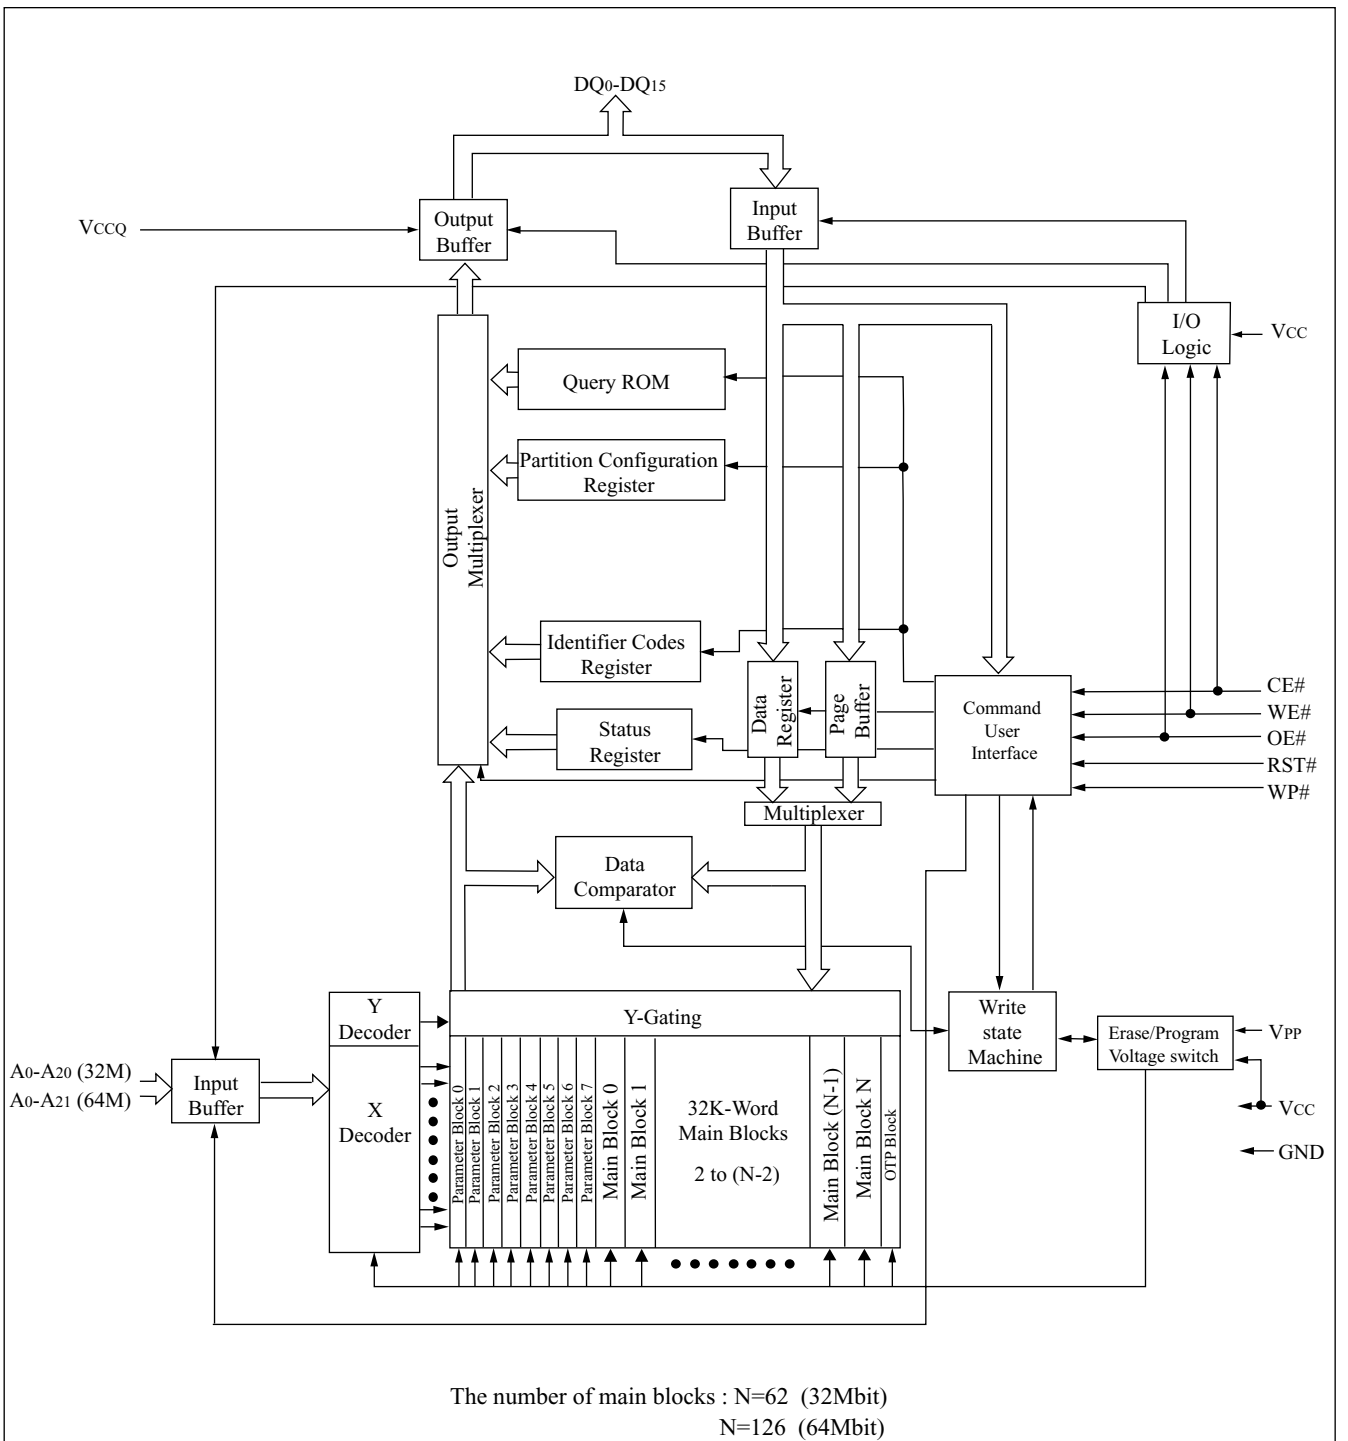 DQ0-DQ15
VCCQ
Output
Buffer
Input
Buffer
I/O
Logic
VCC
Query ROM
Partition Configuration
Register
Output
Multiplexer
Identifier Codes
Register
Data
Register
Page
Buffer
Command
User
Interface
CE#
WE#
OE#
RST#
WP#
Status
Register
Multiplexer
Data
Comparator
Y
Decoder
Y-Gating
Write
state
Machine
Erase/Program
Voltage switch
VPP
VCC
GND
A0-A20 (32M)
A0-A21 (64M)
Input
Buffer
X
Decoder
Parameter Block 0
Parameter Block 1
Parameter Block 2
Parameter Block 3
Parameter Block 4
Parameter Block 5
Parameter Block 6
Parameter Block 7
Main Block 0
Main Block 1
32K-Word
Main Blocks
2 to (N-2)
Main Block (N-1)
Main Block N
OTP Block
The number of main blocks : N=62 (32Mbit)
N=126 (64Mbit)